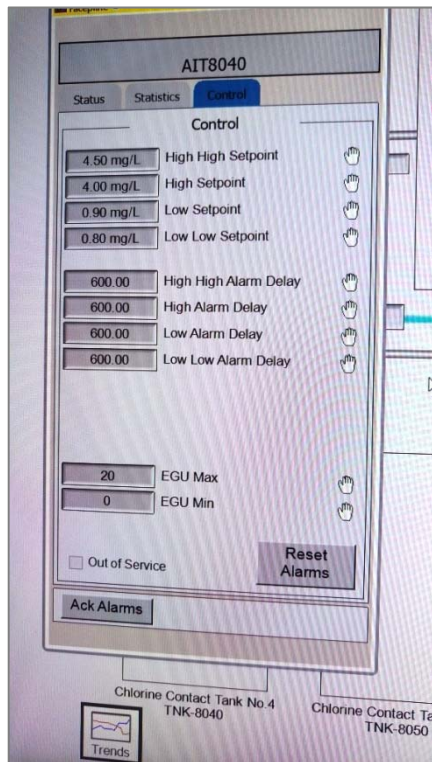 Faceplate
AIT8040
Status Statistics Control
Control
4.50 mg/L High High Setpoint
4.00 mg/L High Setpoint
0.90 mg/L Low Setpoint
0.80 mg/L Low Low Setpoint
600.00 High High Alarm Delay
600.00 High Alarm Delay
600.00 Low Alarm Delay
600.00 Low Low Alarm Delay
20 EGU Max
0 EGU Min
Out of Service
Reset
Alarms
Ack Alarms
Chlorine Contact Tank No.4
TNK-8040
Chlorine Contact
TNK-8050
Trends